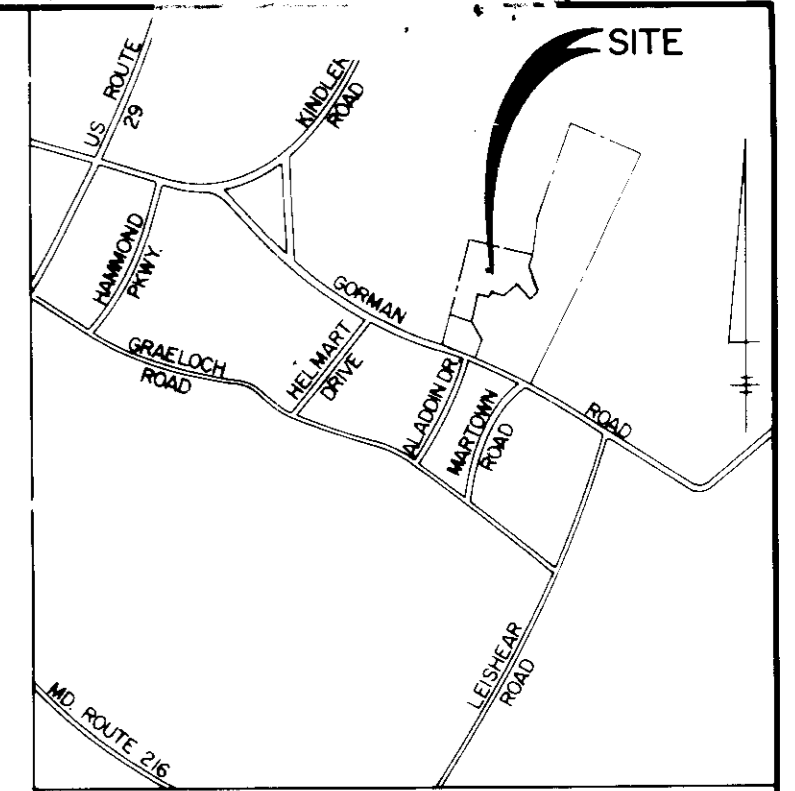 SITE
US ROUTE
29
KINDLER
ROAD
HAMMOND
PKWY.
GORMAN
ROAD
GRAELOCH
ROAD
HELMART
DRIVE
ALADDIN DR.
MARTOWN
ROAD
LEISHEAR
ROAD
MD. ROUTE 216